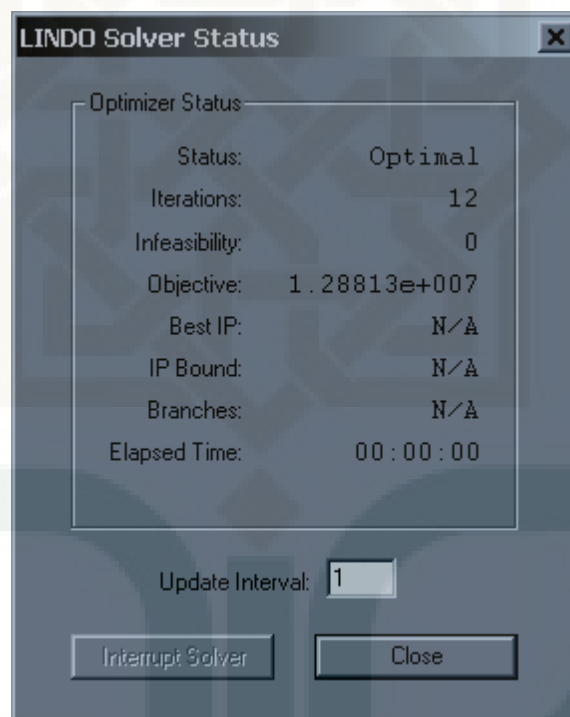 LINDO Solver Status
Optimizer Status
Status: Optimal
Iterations: 12
Infeasibility: 0
Objective: 1.28813e+007
Best IP: N/A
IP Bound: N/A
Branches: N/A
Elapsed Time: 00:00:00
Update Interval: 1
Interrupt Solver Close